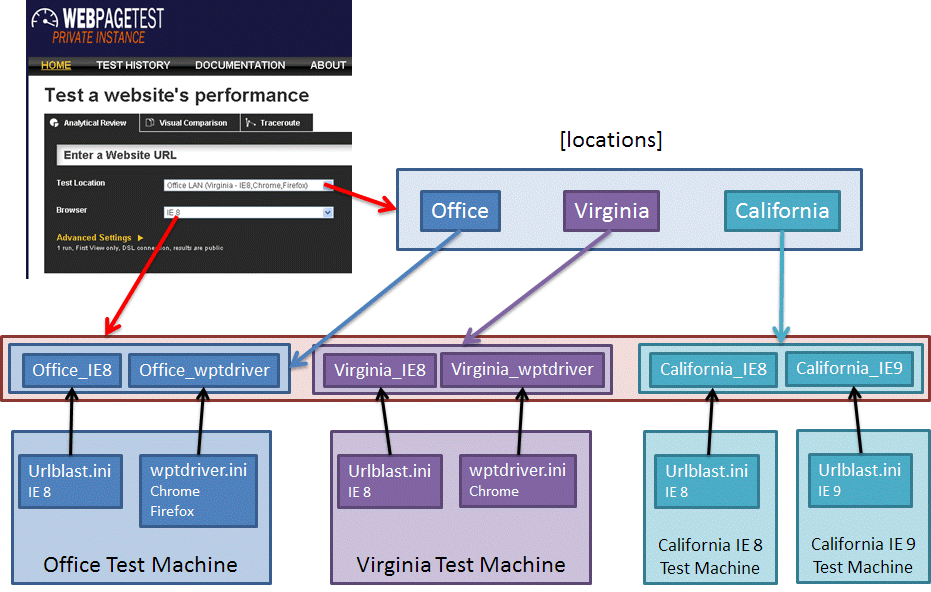 WEBPAGETEST
PRIVATE INSTANCE
HOME TEST HISTORY DOCUMENTATION ABOUT
Test a website's performance
Analytical Review Visual Comparison Traceroute
Enter a Website URL
Test Location Office LAN (Virginia - IE8,Chrome,Firefox)
Browser IE 8
Advanced Settings
1 run, First View only, DSL connection, results are public
[locations]
Office Virginia California
Office_IE8 Office_wptdriver Virginia_IE8 Virginia_wptdriver California_IE8 California_IE9
Urlblast.ini
IE 8
wptdriver.ini
Chrome
Firefox
Office Test Machine
Urlblast.ini
IE 8
wptdriver.ini
Chrome
Virginia Test Machine
Urlblast.ini
IE 8
California IE 8
Test Machine
Urlblast.ini
IE 9
California IE 9
Test Machine